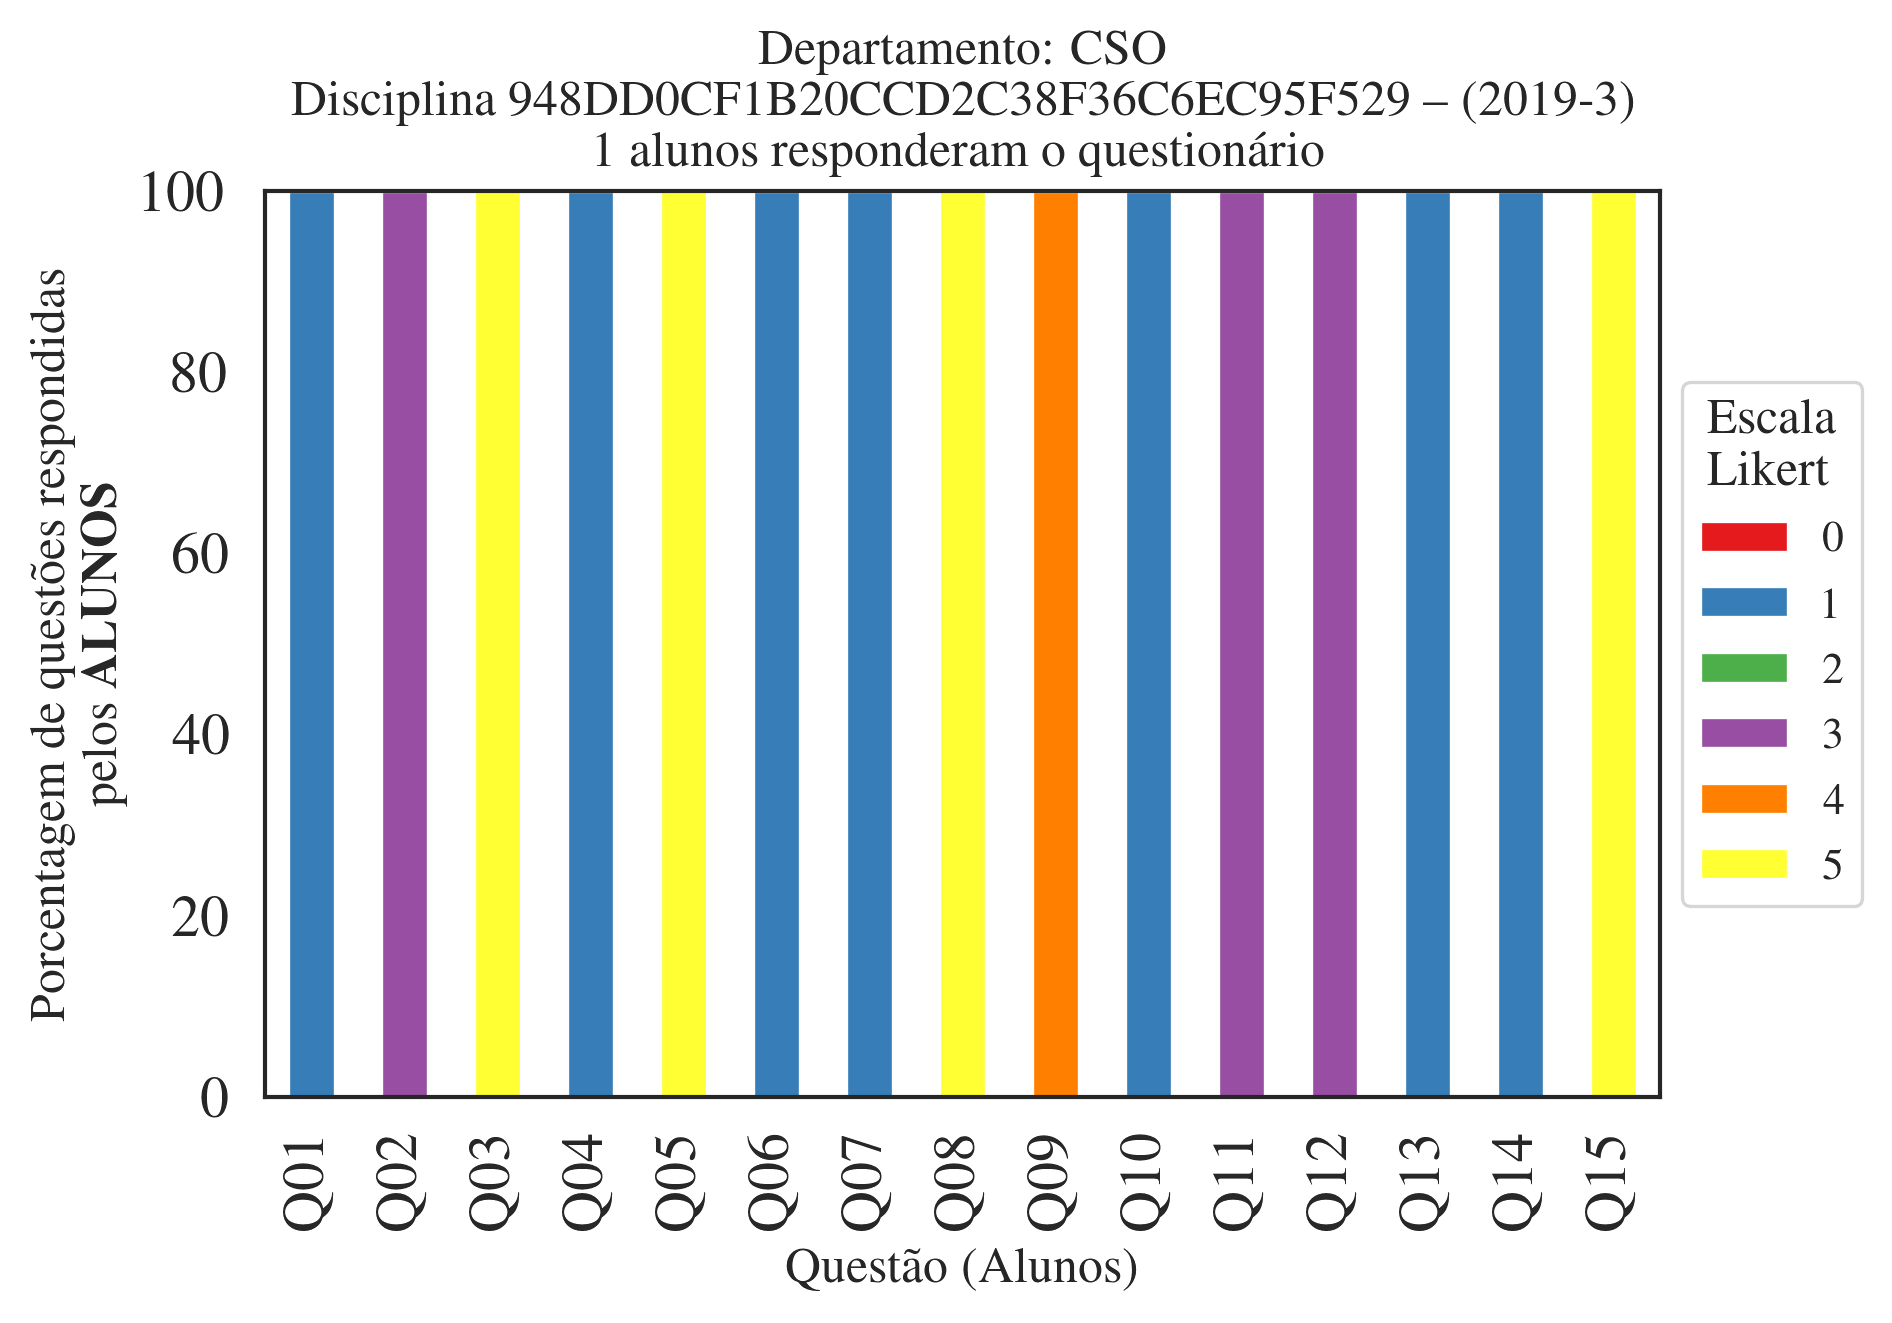 Departamento: CSO
Disciplina 948DD0CF1B20CCD2C38F36C6EC95F529 – (2019-3)
1 alunos responderam o questionário
Porcentagem de questões respondidas
pelos ALUNOS
100
80
60
40
20
0
Q01
Q02
Q03
Q04
Q05
Q06
Q07
Q08
Q09
Q10
Q11
Q12
Q13
Q14
Q15
Questão (Alunos)
Escala
Likert
0
1
2
3
4
5